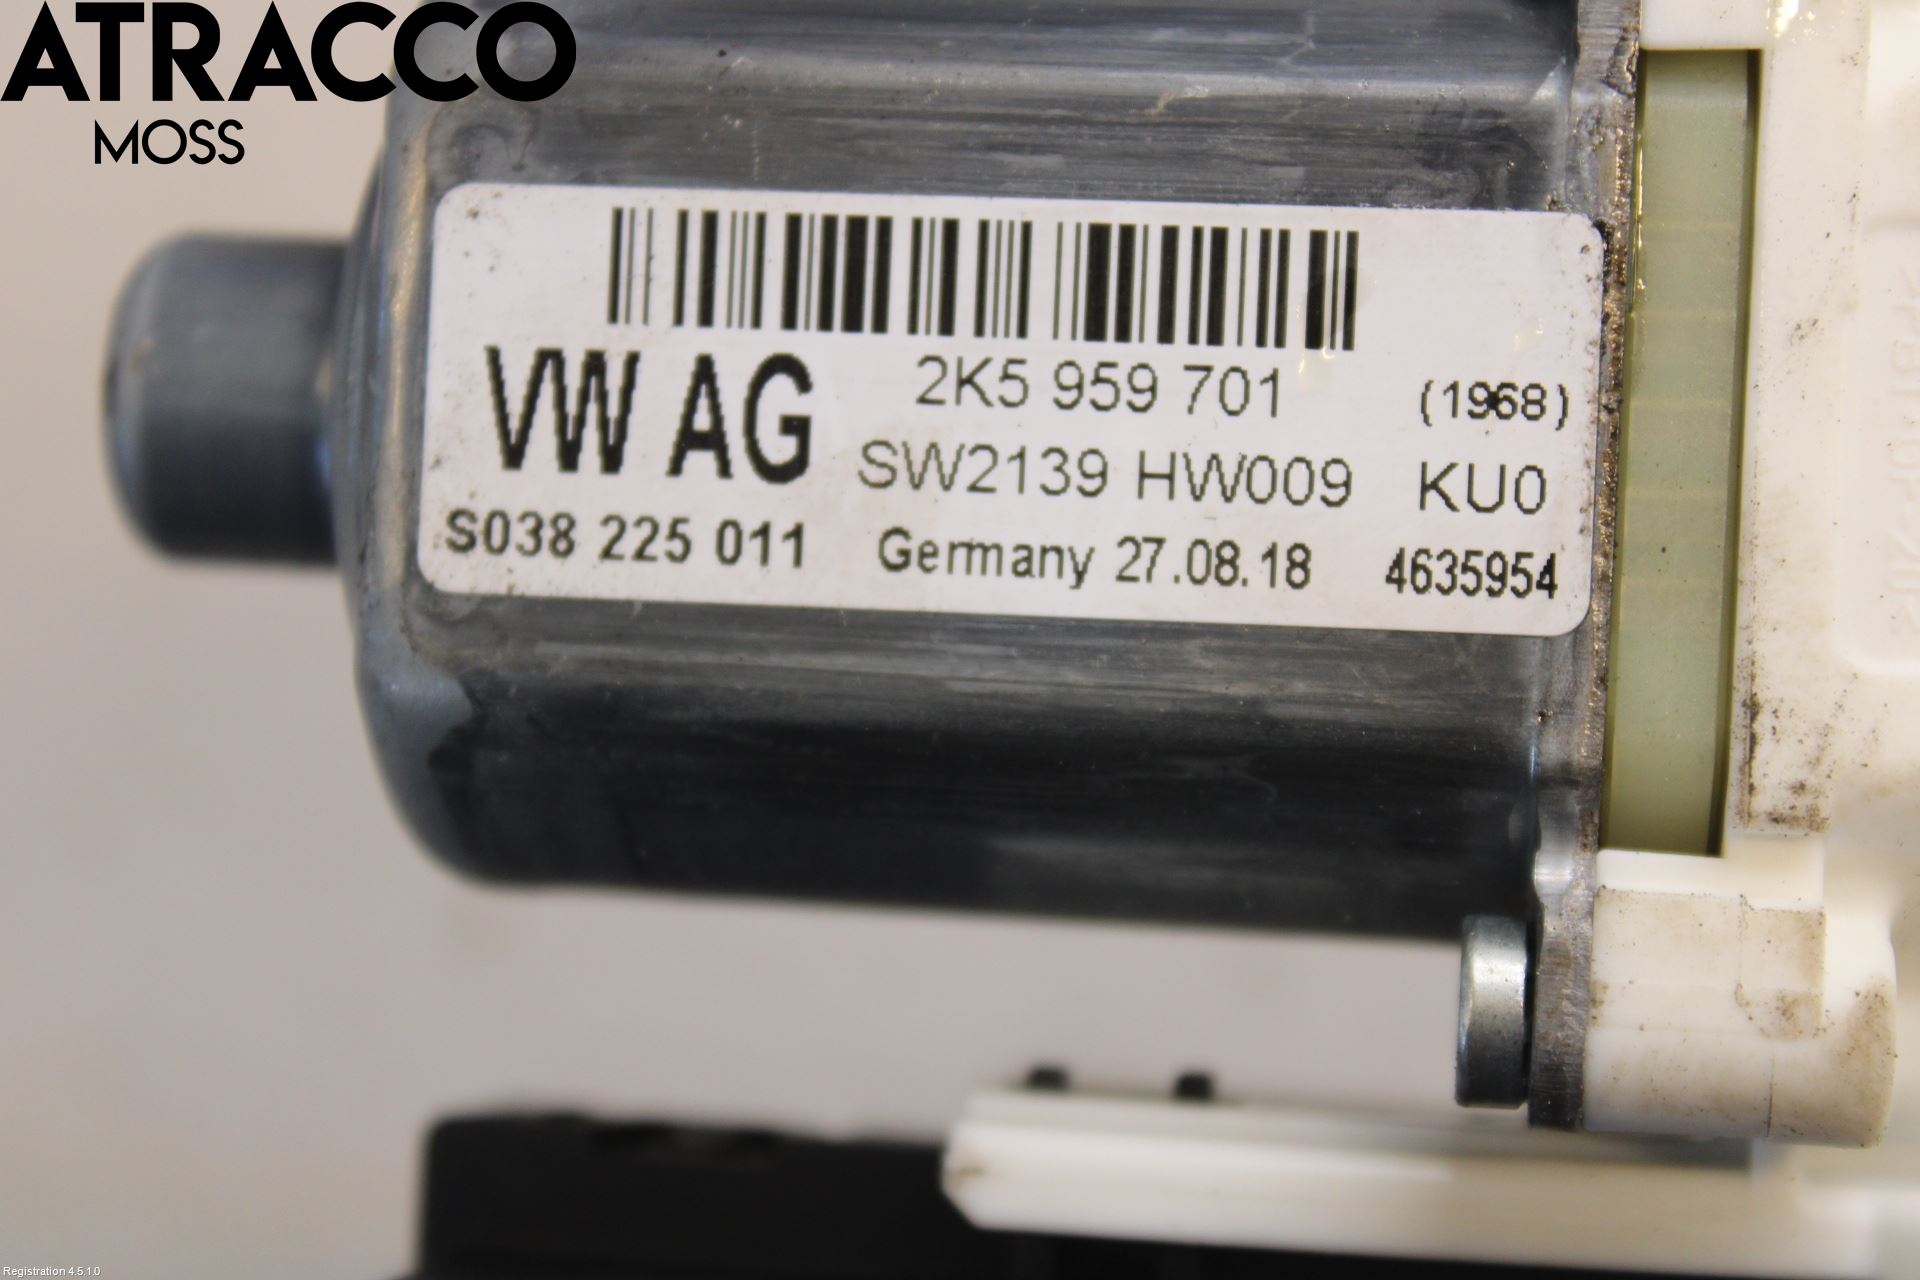 ATRACCO
MOSS
VW AG
2K5 959 701 (1968)
SW2139 HW009 KU0
S038 225 011 Germany 27.08.18 4635954
Registration 4.5.1.0